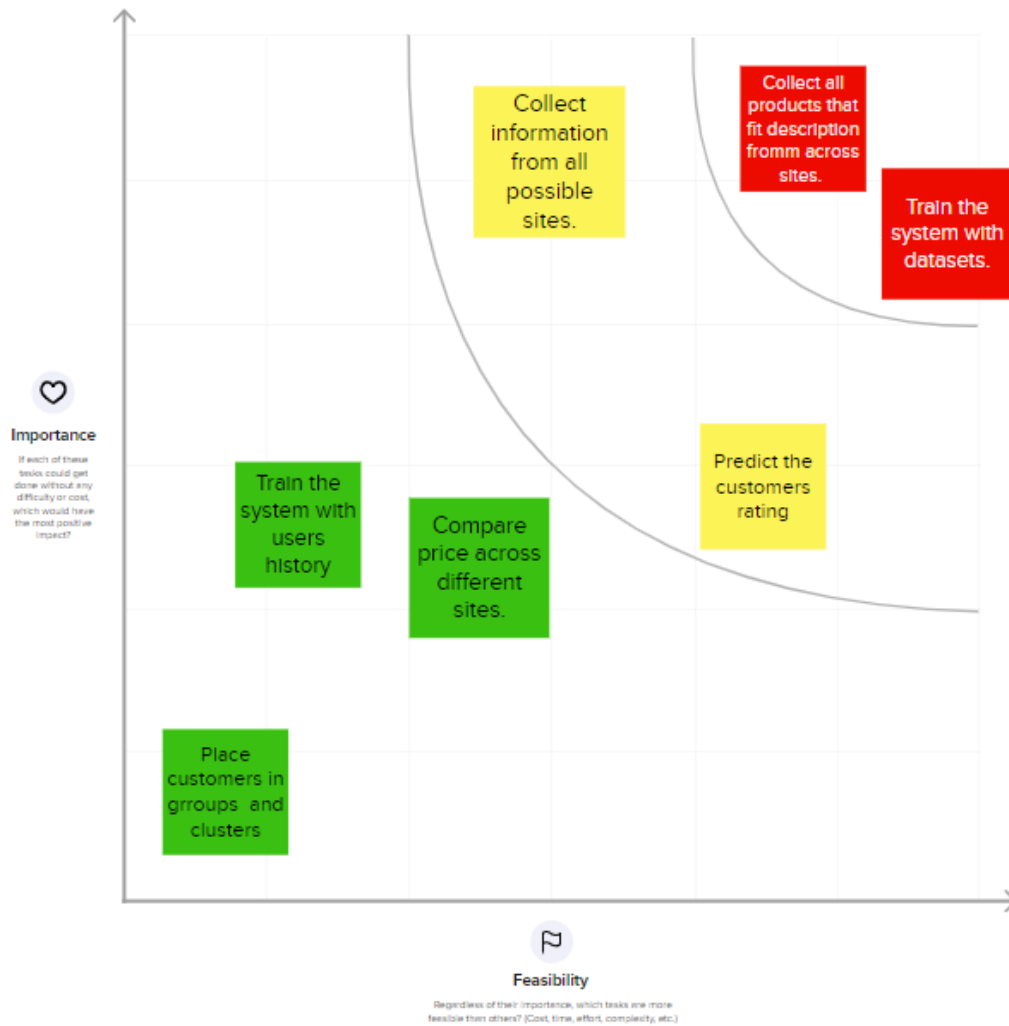 Collect all
products that
fit description
fromm across
sites.
Collect
information
from all
possible
sites.
Train the
system with
datasets.
Importance
If each of these
tasks could get
done without any
difficulty or cost,
which would have
the most positive
impact?
Predict the
customers
rating
Train the
system with
users
history
Compare
price across
different
sites.
Place
customers in
grroups and
clusters
Feasibility
Regardless of their importance, which tasks are more
feasible than others? (Cost, time, effort, complexity, etc.)